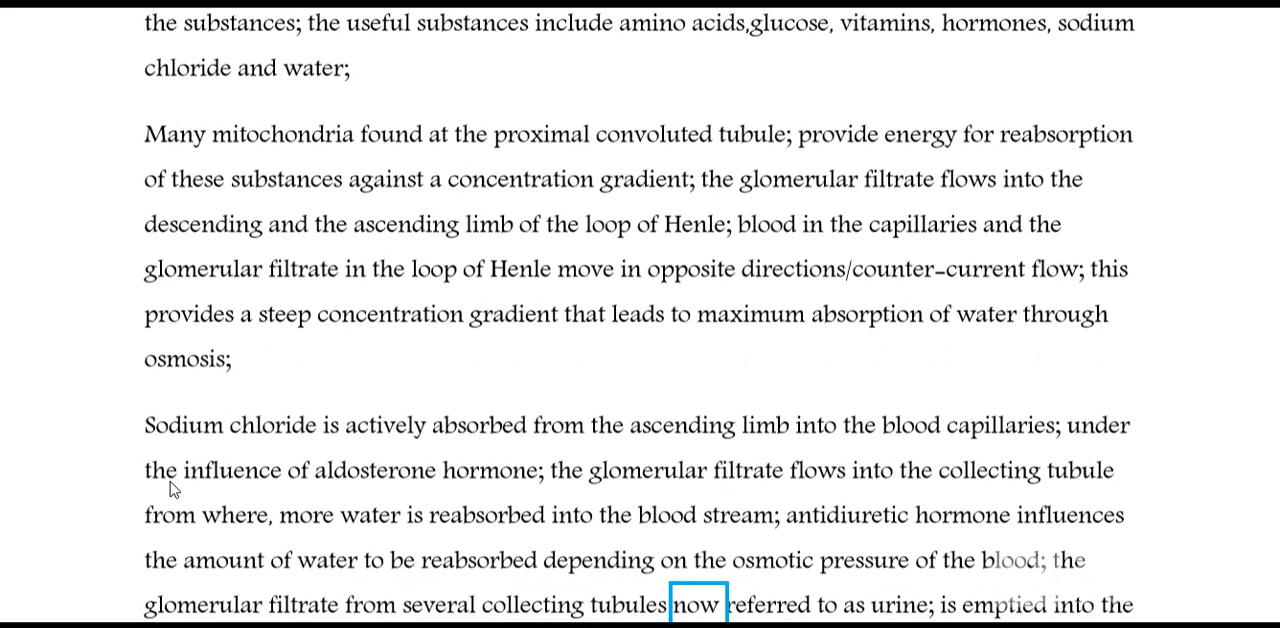 the substances; the useful substances include amino acids,glucose, vitamins, hormones, sodium
chloride and water;
Many mitochondria found at the proximal convoluted tubule; provide energy for reabsorption
of these substances against a concentration gradient; the glomerular filtrate flows into the
descending and the ascending limb of the loop of Henle; blood in the capillaries and the
glomerular filtrate in the loop of Henle move in opposite directions/counter-current flow; this
provides a steep concentration gradient that leads to maximum absorption of water through
osmosis;
Sodium chloride is actively absorbed from the ascending limb into the blood capillaries; under
the influence of aldosterone hormone; the glomerular filtrate flows into the collecting tubule
from where, more water is reabsorbed into the blood stream; antidiuretic hormone influences
the amount of water to be reabsorbed depending on the osmotic pressure of the blood; the
glomerular filtrate from several collecting tubules now referred to as urine; is emptied into the